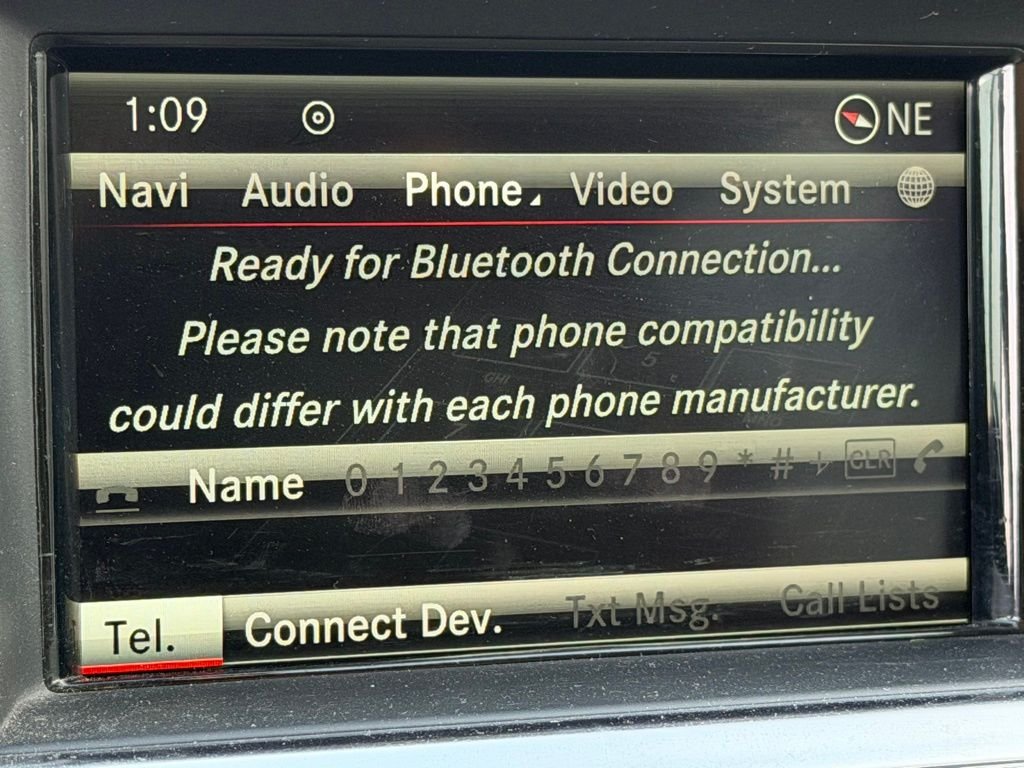 1:09 NE
Navi Audio Phone Video System
Ready for Bluetooth Connection...
Please note that phone compatibility
could differ with each phone manufacturer.
Name 0 1 2 3 4 5 6 7 8 9 * # + CLR
Tel. Connect Dev. Txt Msg. Call Lists